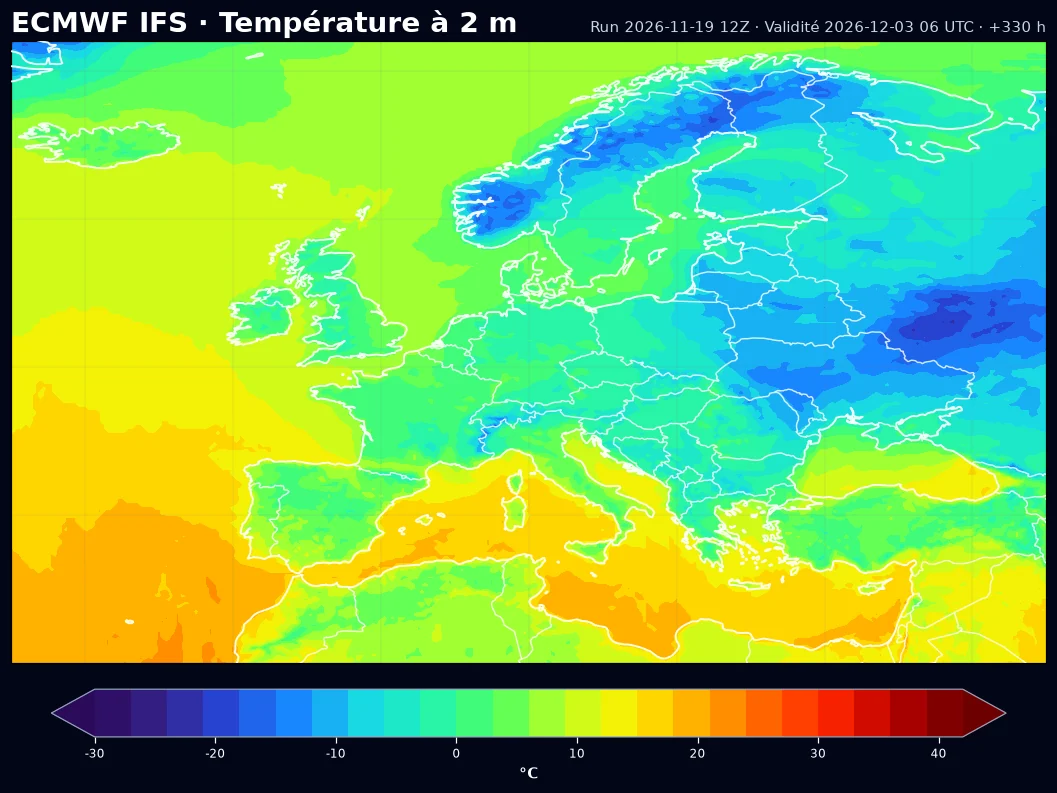 ECMWF IFS · Température à 2 m
Run 2026-11-19 12Z · Validité 2026-12-03 06 UTC · +330 h
-30 -20 -10 0 10 20 30 40
°C